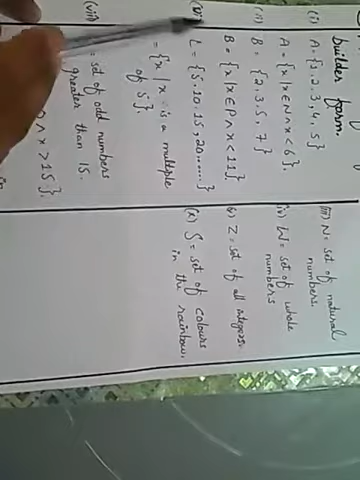 builder form.
(i) A = {1, 2, 3, 4, 5}
A = {x | x ∈ N ∧ x < 6}.
(ii) B = {2, 3, 5, 7}
B = {x | x ∈ P ∧ x < 11}.
(v) L = {5, 10, 15, 20......}
= {x | x is a multiple
of 5}.
(vii) = set of odd numbers
greater than 15.
∧ x > 15}.
iii) N = set of natural
numbers.
iv) W = set of whole
numbers
Z = set of all integers.
(x) S = set of colours
in the rainbow.